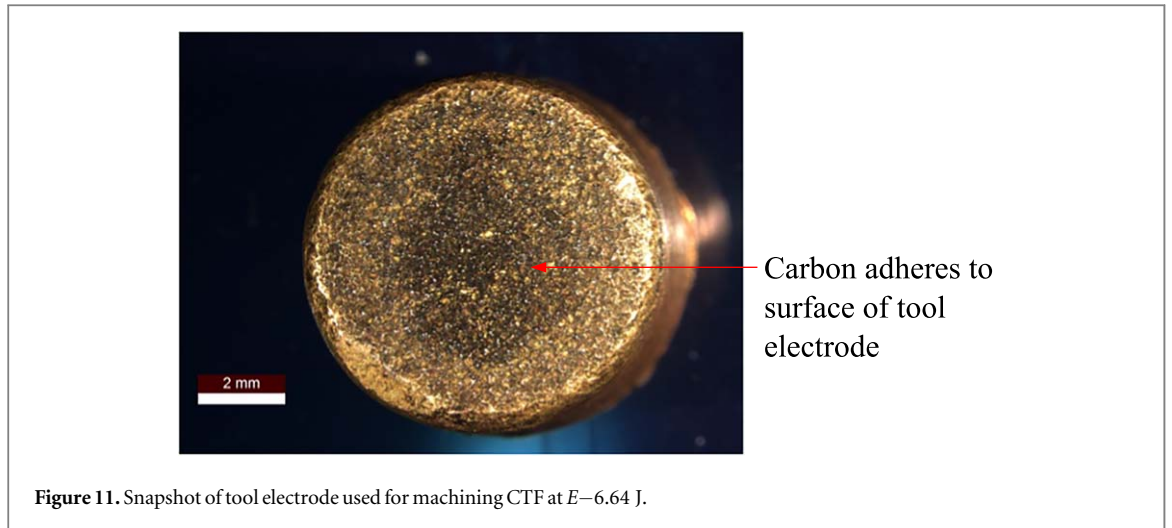 2 mm
Carbon adheres to
surface of tool
electrode
Figure 11. Snapshot of tool electrode used for machining CTF at E−6.64 J.